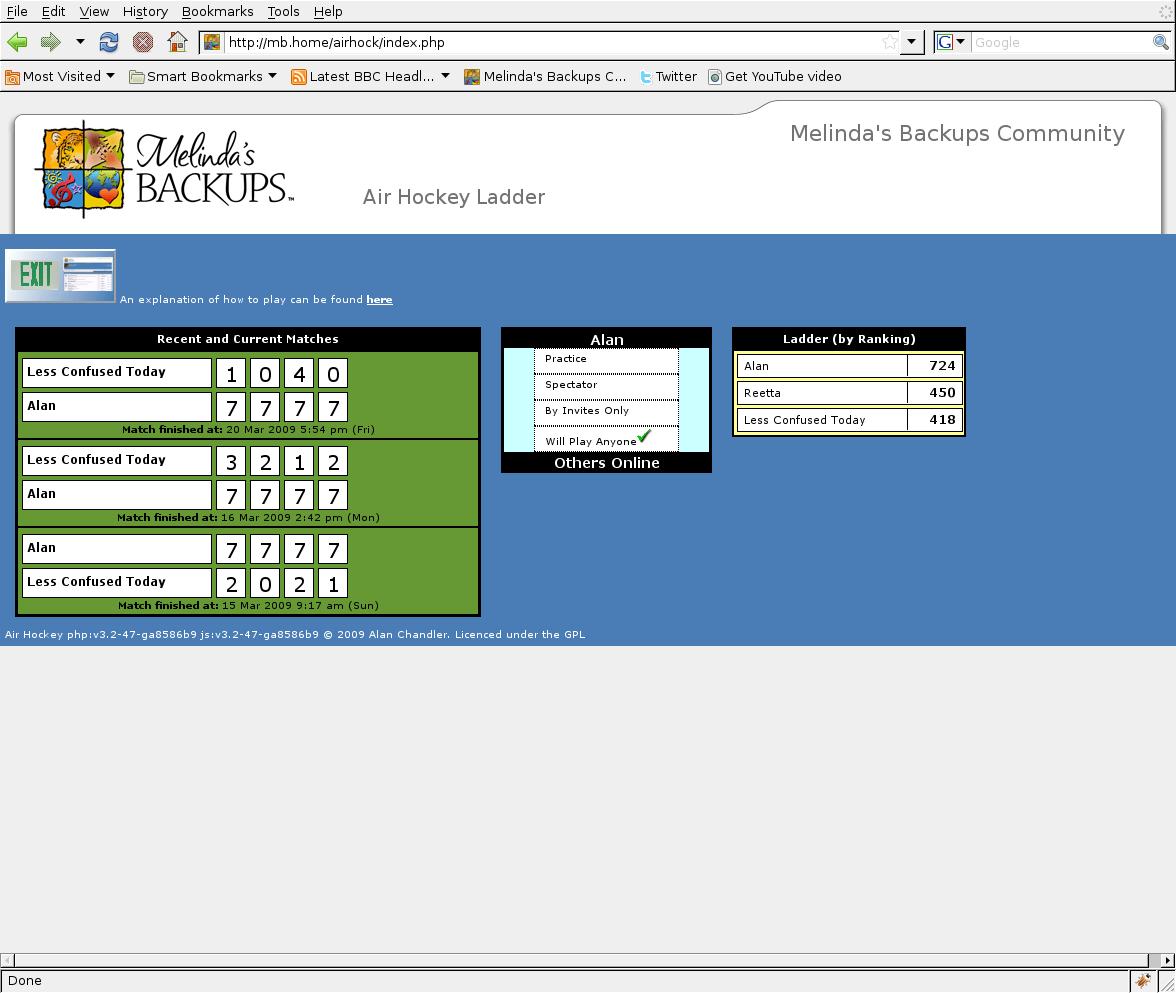 File Edit View History Bookmarks Tools Help
http://mb.home/airhock/index.php
Google
Most Visited Smart Bookmarks Latest BBC Headl... Melinda's Backups C... Twitter Get YouTube video
Melinda's Backups Community
Melinda's
BACKUPS™
Air Hockey Ladder
EXIT
An explanation of how to play can be found here
Recent and Current Matches
Less Confused Today 1 0 4 0
Alan 7 7 7 7
Match finished at: 20 Mar 2009 5:54 pm (Fri)
Less Confused Today 3 2 1 2
Alan 7 7 7 7
Match finished at: 16 Mar 2009 2:42 pm (Mon)
Alan 7 7 7 7
Less Confused Today 2 0 2 1
Match finished at: 15 Mar 2009 9:17 am (Sun)
Alan
Practice
Spectator
By Invites Only
Will Play Anyone
Others Online
Ladder (by Ranking)
Alan 724
Reetta 450
Less Confused Today 418
Air Hockey php:v3.2-47-ga8586b9 js:v3.2-47-ga8586b9 © 2009 Alan Chandler. Licenced under the GPL
Done